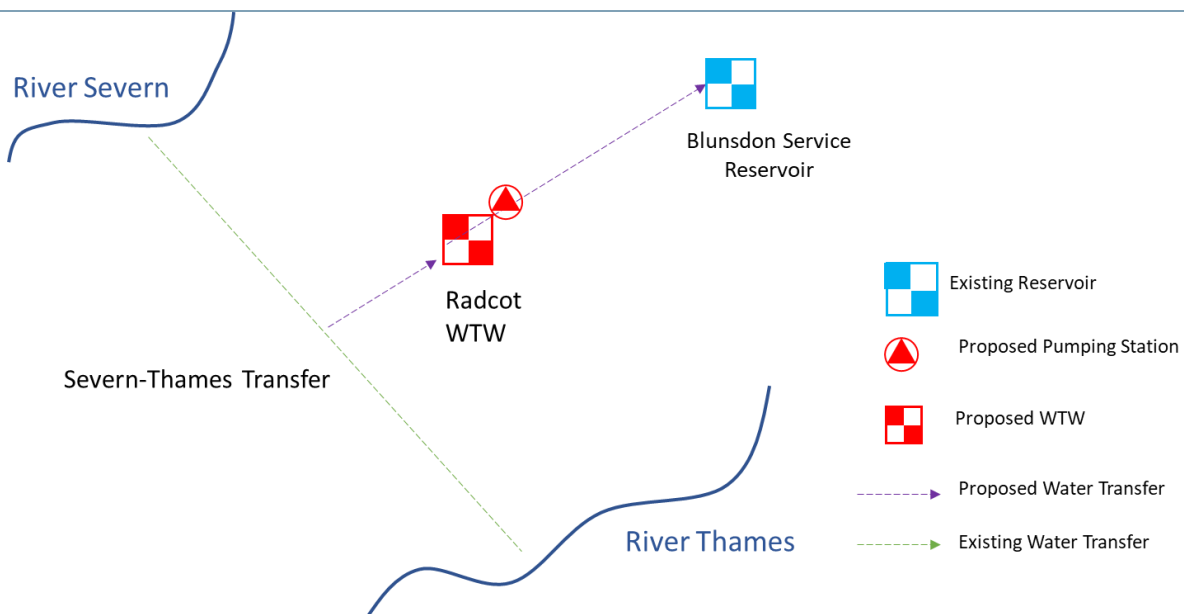 River Severn
Blunsdon Service
Reservoir
Radcot
WTW
Severn-Thames Transfer
River Thames
Existing Reservoir
Proposed Pumping Station
Proposed WTW
Proposed Water Transfer
Existing Water Transfer